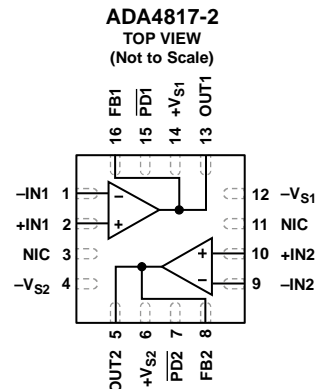 ADA4817-2
TOP VIEW
(Not to Scale)
16 FB1
15 PD1
14 +VS1
13 OUT1
–IN1 1
+IN1 2
NIC 3
–VS2 4
12 –VS1
11 NIC
10 +IN2
9 –IN2
–
+
+
–
OUT2 5
+VS2 6
PD2 7
FB2 8